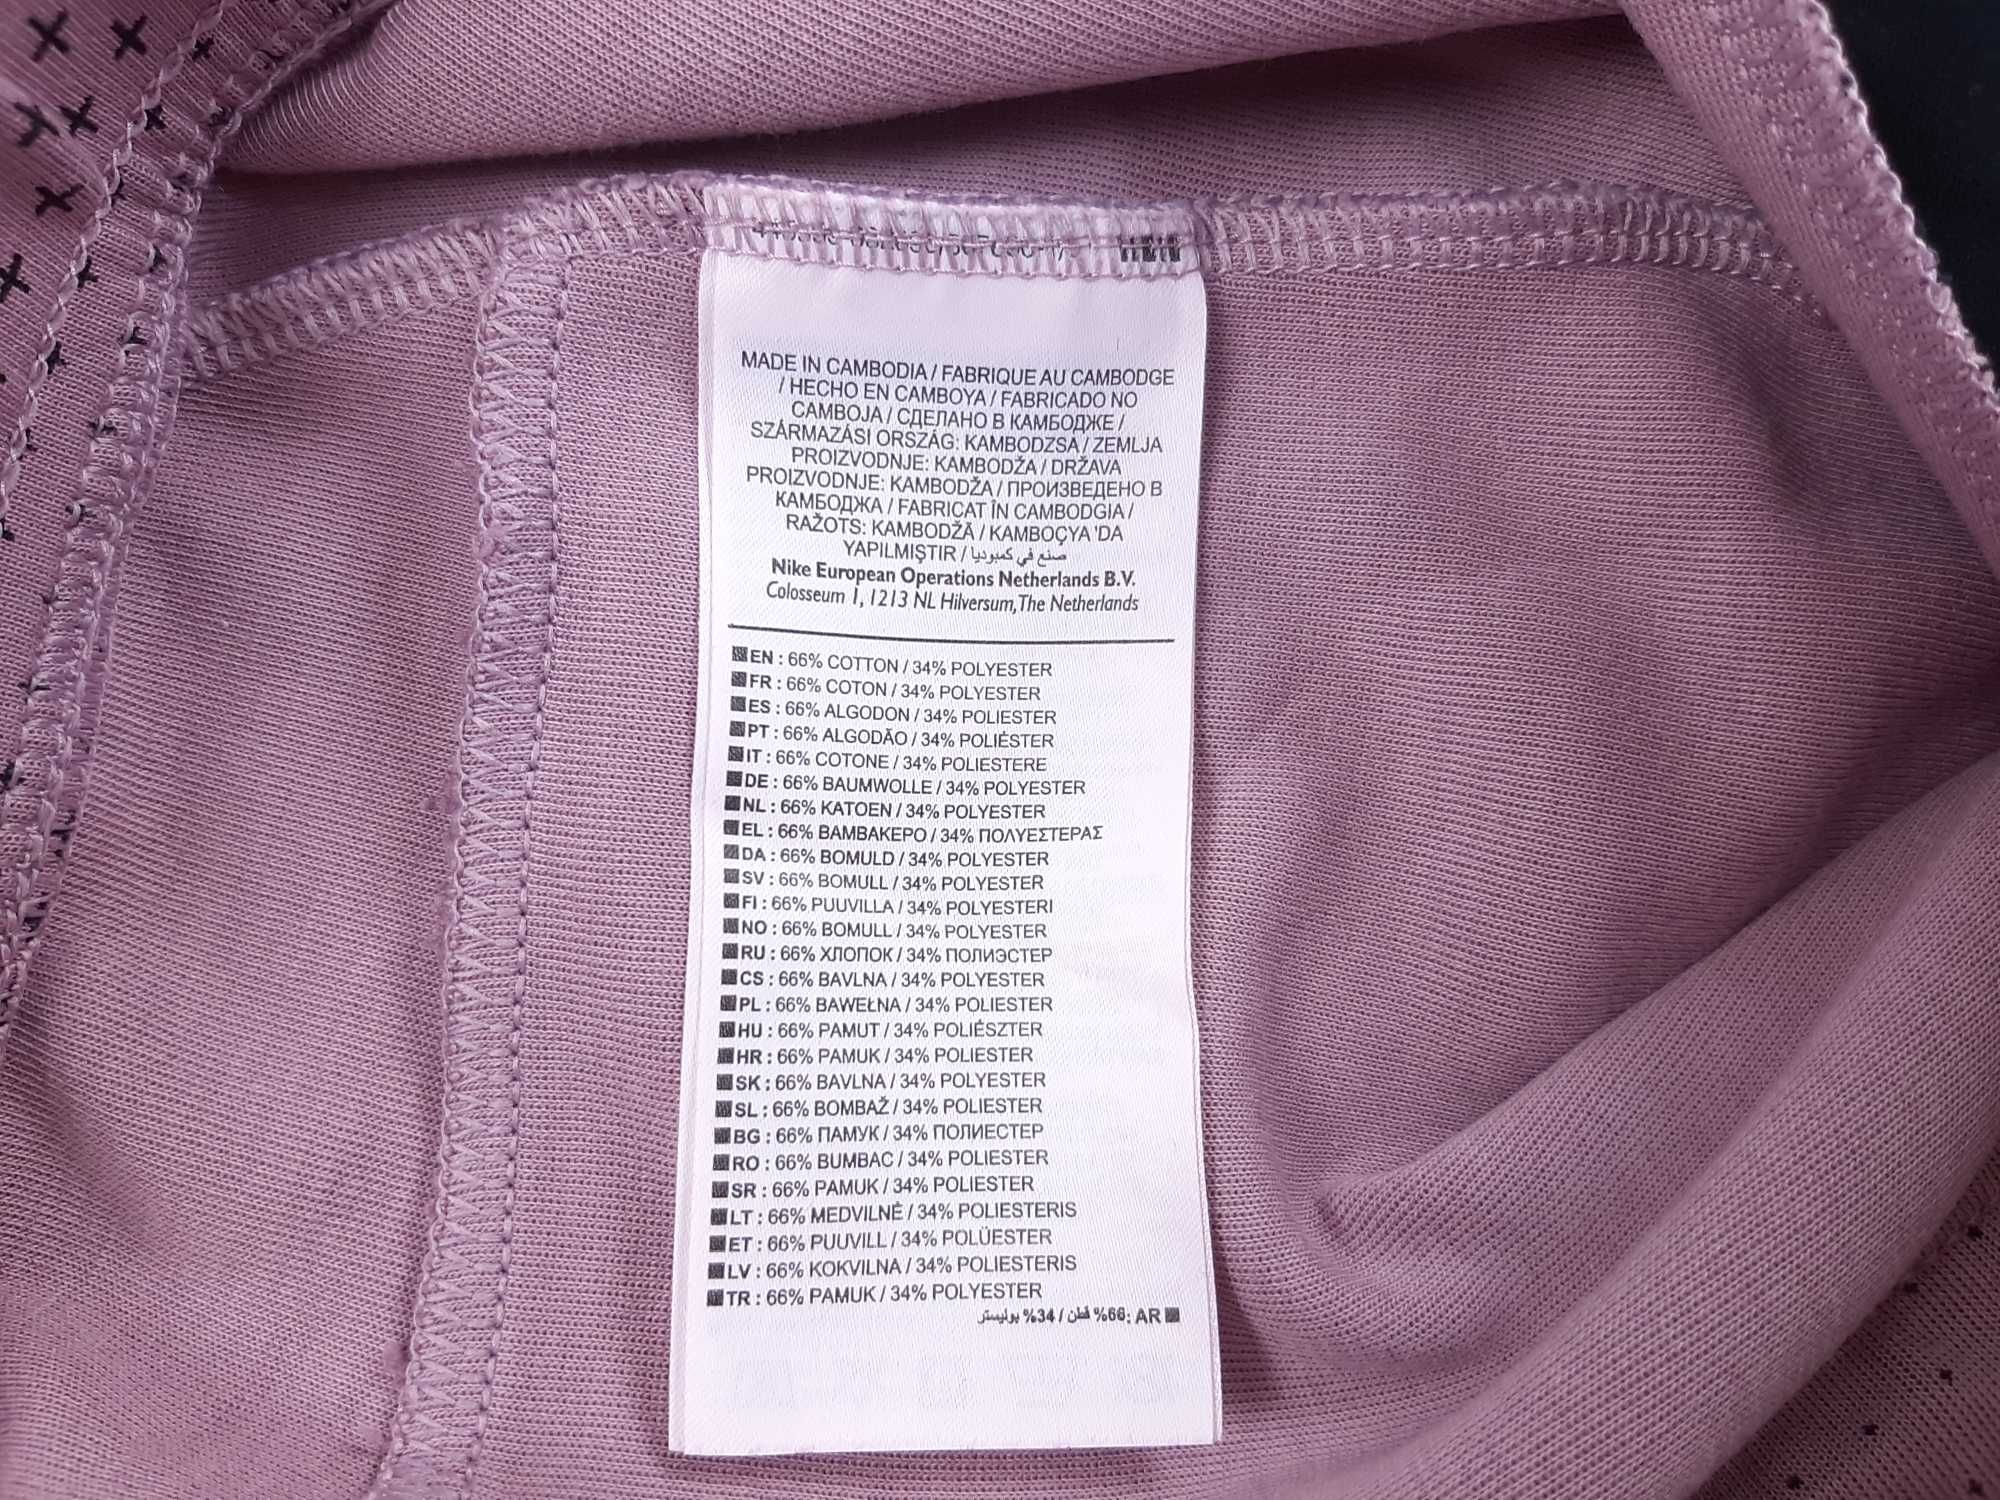 MADE IN CAMBODIA / FABRIQUE AU CAMBODGE
/ HECHO EN CAMBOYA / FABRICADO NO
CAMBOJA / СДЕЛАНО В КАМБОДЖЕ /
SZÁRMAZÁSI ORSZÁG: KAMBODZSA / ZEMLJA
PROIZVODNJE: KAMBODŽA / DRŽAVA
PROIZVODNJE: KAMBODŽA / ПРОИЗВЕДЕНО В
КАМБОДЖА / FABRICAT ÎN CAMBODGIA /
RAŽOTS: KAMBODŽĀ / KAMBOÇYA 'DA
YAPILMIŞTIR / صنع في كمبوديا
Nike European Operations Netherlands B.V.
Colosseum 1, 1213 NL Hilversum, The Netherlands
EN : 66% COTTON / 34% POLYESTER
FR : 66% COTON / 34% POLYESTER
ES : 66% ALGODON / 34% POLIESTER
PT : 66% ALGODÃO / 34% POLIÉSTER
IT : 66% COTONE / 34% POLIESTERE
DE : 66% BAUMWOLLE / 34% POLYESTER
NL : 66% KATOEN / 34% POLYESTER
EL : 66% ΒΑΜΒΑΚΕΡΟ / 34% ΠΟΛΥΕΣΤΕΡΑΣ
DA : 66% BOMULD / 34% POLYESTER
SV : 66% BOMULL / 34% POLYESTER
FI : 66% PUUVILLA / 34% POLYESTERI
NO : 66% BOMULL / 34% POLYESTER
RU : 66% ХЛОПОК / 34% ПОЛИЭСТЕР
CS : 66% BAVLNA / 34% POLYESTER
PL : 66% BAWEŁNA / 34% POLIESTER
HU : 66% PAMUT / 34% POLIÉSZTER
HR : 66% PAMUK / 34% POLIESTER
SK : 66% BAVLNA / 34% POLYESTER
SL : 66% BOMBAŽ / 34% POLIESTER
BG : 66% ПАМУК / 34% ПОЛИЕСТЕР
RO : 66% BUMBAC / 34% POLIESTER
SR : 66% PAMUK / 34% POLIESTER
LT : 66% MEDVILNĖ / 34% POLIESTERIS
ET : 66% PUUVILL / 34% POLÜESTER
LV : 66% KOKVILNA / 34% POLIESTERIS
TR : 66% PAMUK / 34% POLYESTER
AR :66% قطن / 34% بوليستر